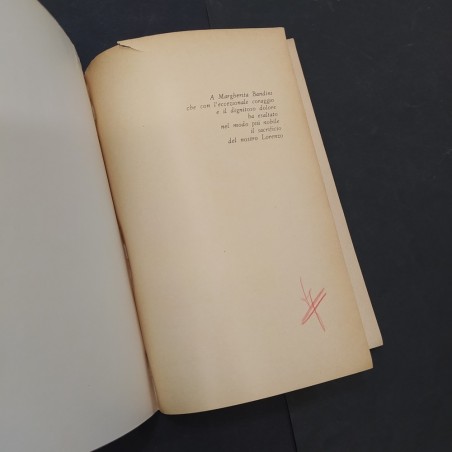 A Margherita Bandini
che con l'eccezionale coraggio
e il dignitoso dolore
ha esaltato
nel modo più nobile
il sacrificio
del nostro Lorenzo